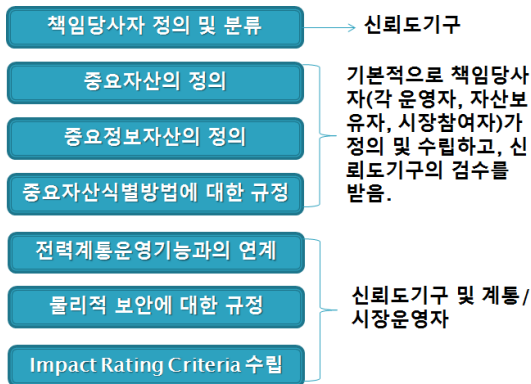 책임당사자 정의 및 분류
신뢰도기구
중요자산의 정의
중요정보자산의 정의
중요자산식별방법에 대한 규정
기본적으로 책임당사
자(각 운영자, 자산보
유자, 시장참여자)가
정의 및 수립하고, 신
뢰도기구의 검수를
받음.
전력계통운영기능과의 연계
물리적 보안에 대한 규정
Impact Rating Criteria 수립
신뢰도기구 및 계통/
시장운영자